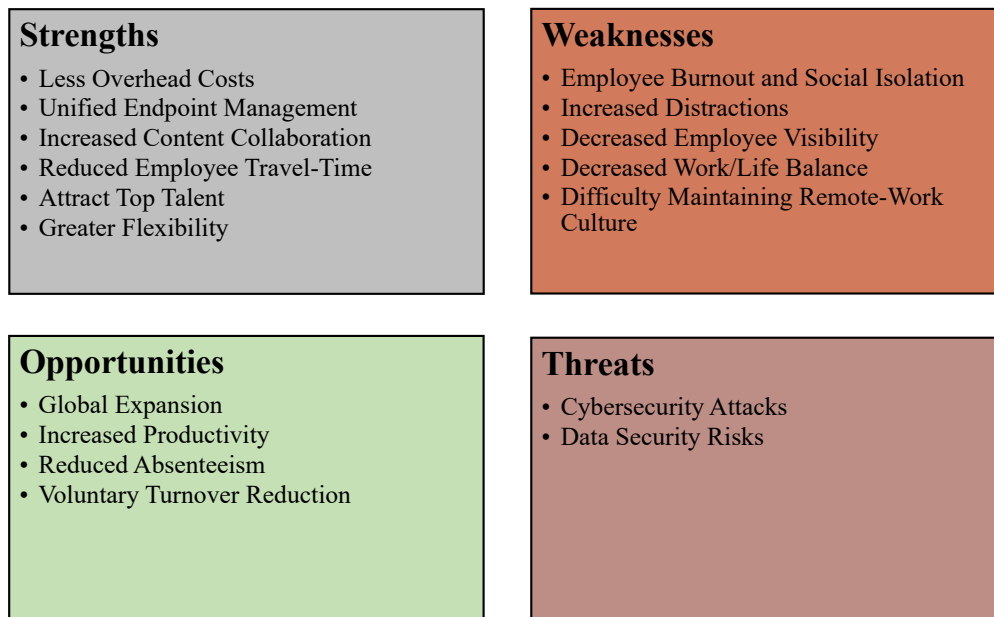 Strengths
• Less Overhead Costs
• Unified Endpoint Management
• Increased Content Collaboration
• Reduced Employee Travel-Time
• Attract Top Talent
• Greater Flexibility
Weaknesses
• Employee Burnout and Social Isolation
• Increased Distractions
• Decreased Employee Visibility
• Decreased Work/Life Balance
• Difficulty Maintaining Remote-Work
Culture
Opportunities
• Global Expansion
• Increased Productivity
• Reduced Absenteeism
• Voluntary Turnover Reduction
Threats
• Cybersecurity Attacks
• Data Security Risks